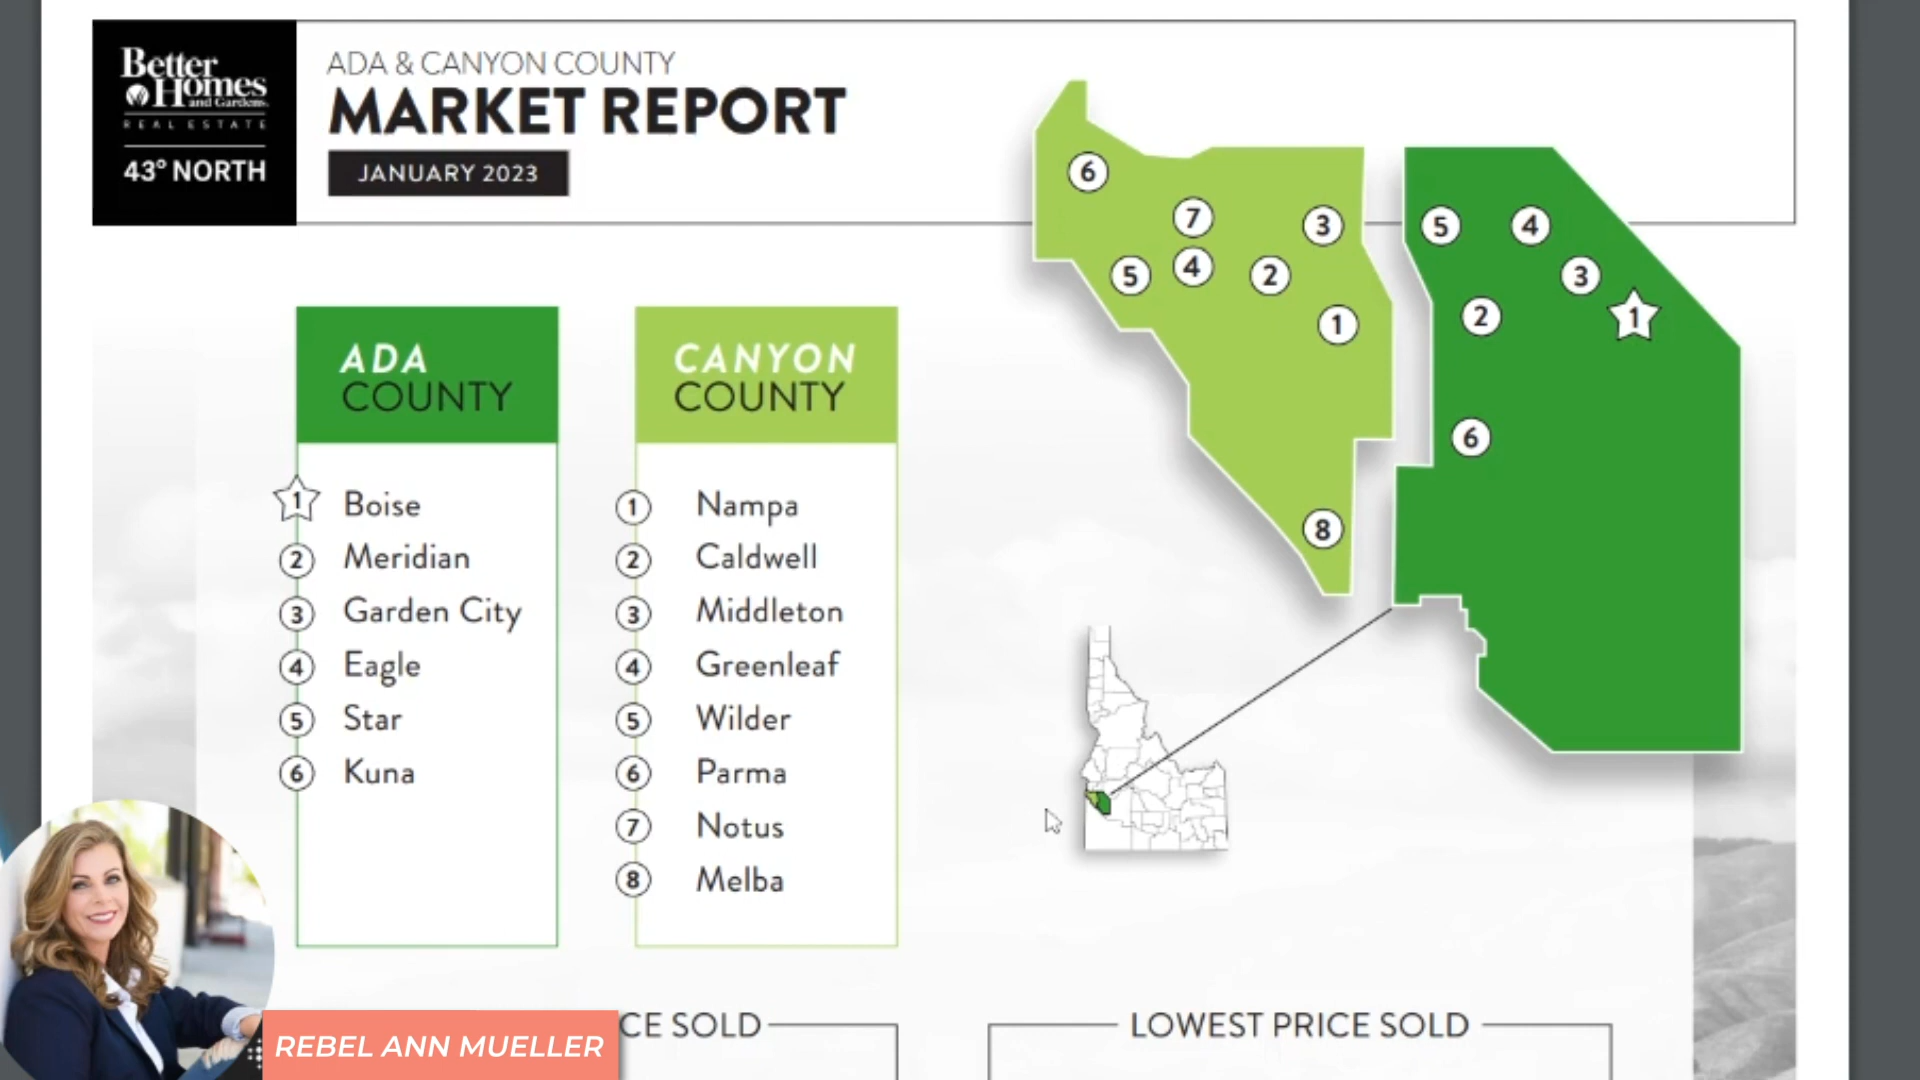 Better
Homes
and Gardens
REAL ESTATE
43° NORTH
ADA & CANYON COUNTY
MARKET REPORT
JANUARY 2023
6
7
3
5
4
2
1
8
5
4
3
2
1
6
ADA
COUNTY
1 Boise
2 Meridian
3 Garden City
4 Eagle
5 Star
6 Kuna
CANYON
COUNTY
1 Nampa
2 Caldwell
3 Middleton
4 Greenleaf
5 Wilder
6 Parma
7 Notus
8 Melba
CE SOLD
LOWEST PRICE SOLD
REBEL ANN MUELLER